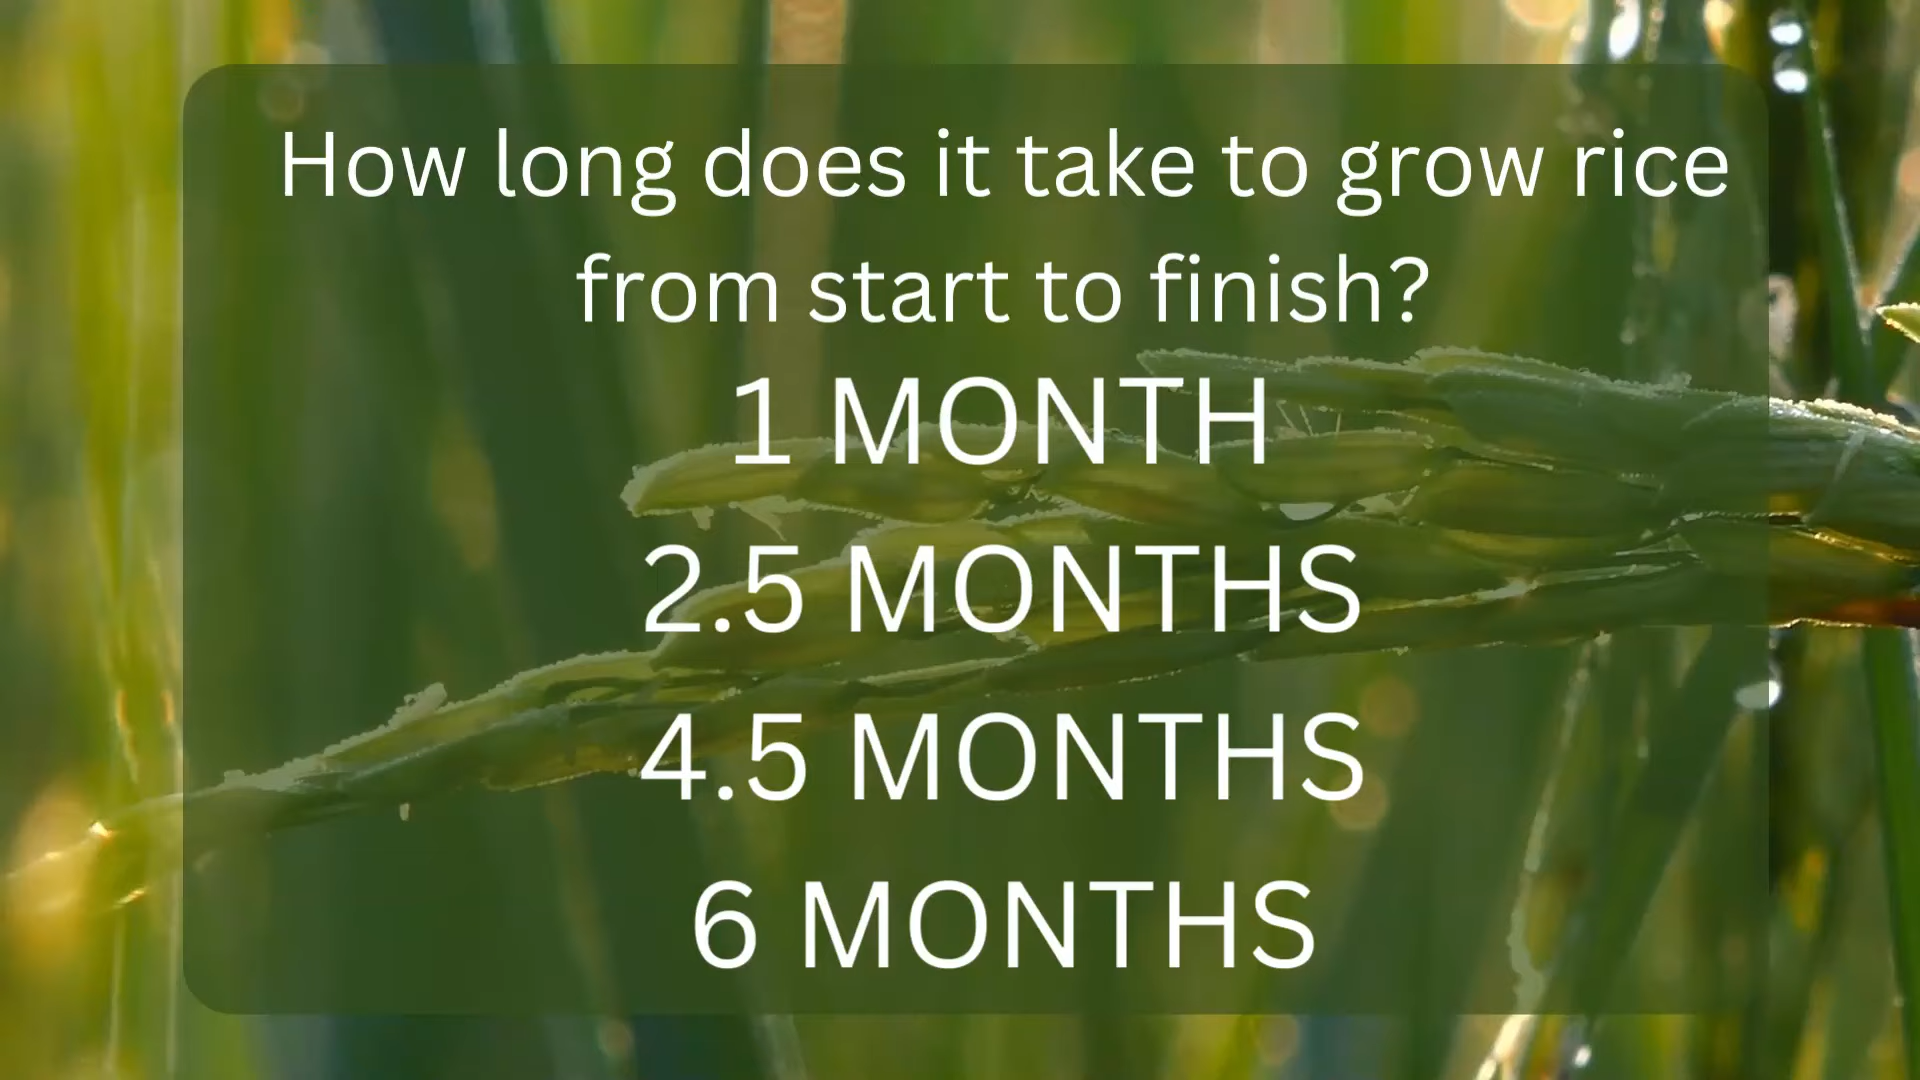 How long does it take to grow rice
from start to finish?
1 MONTH
2.5 MONTHS
4.5 MONTHS
6 MONTHS